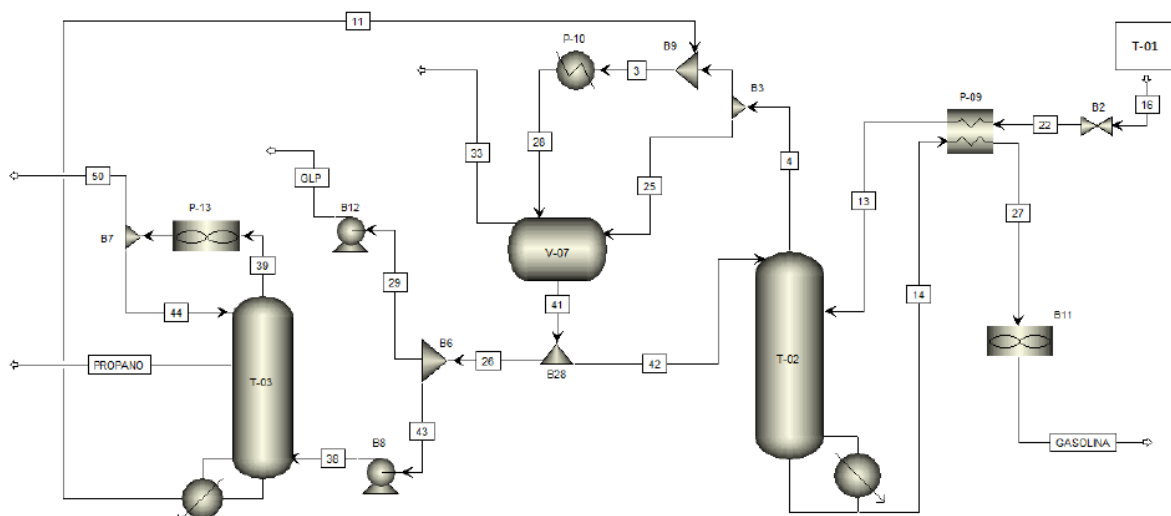 11
P-10
B9
T-01
3
B3
P-09
B2
16
22
33
28
4
50
GLP
25
13
27
P-13
B12
B7
V-07
39
29
41
14
B11
44
B6
PROPANO
T-03
26
B28
42
T-02
43
B8
38
GASOLINA